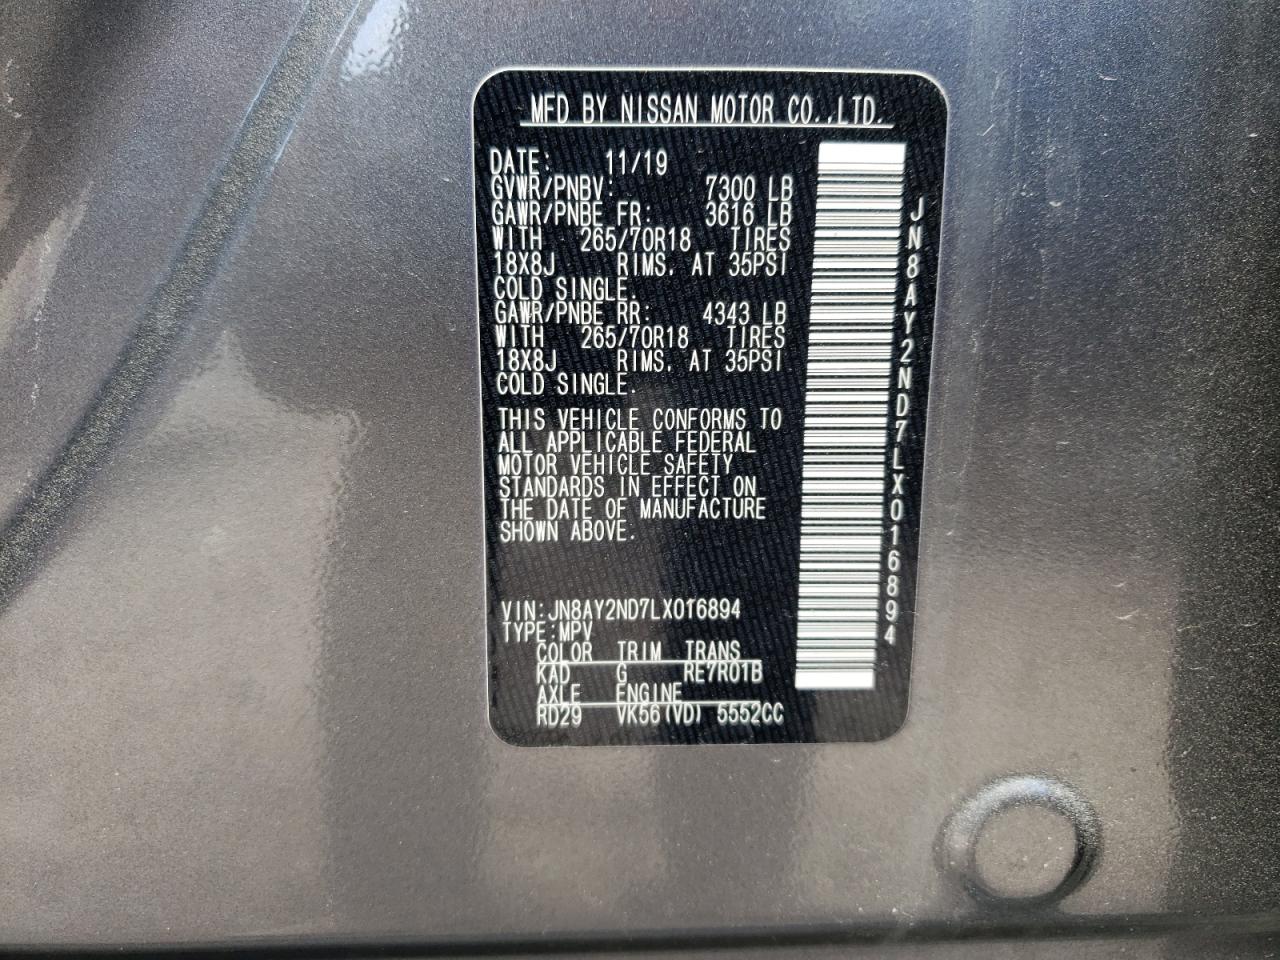 MFD BY NISSAN MOTOR CO.,LTD.
DATE: 11/19
GVWR/PNBV: 7300 LB
GAWR/PNBE FR: 3616 LB
WITH 265/70R18 TIRES
18X8J RIMS. AT 35PSI
COLD SINGLE.
GAWR/PNBE RR: 4343 LB
WITH 265/70R18 TIRES
18X8J RIMS. AT 35PSI
COLD SINGLE.
THIS VEHICLE CONFORMS TO
ALL APPLICABLE FEDERAL
MOTOR VEHICLE SAFETY
STANDARDS IN EFFECT ON
THE DATE OF MANUFACTURE
SHOWN ABOVE.
VIN:JN8AY2ND7LX016894
TYPE:MPV
COLOR TRIM TRANS
KAD G RE7R01B
AXLE ENGINE
RD29 VK56(VD) 5552CC
JN8AY2ND7LX016894